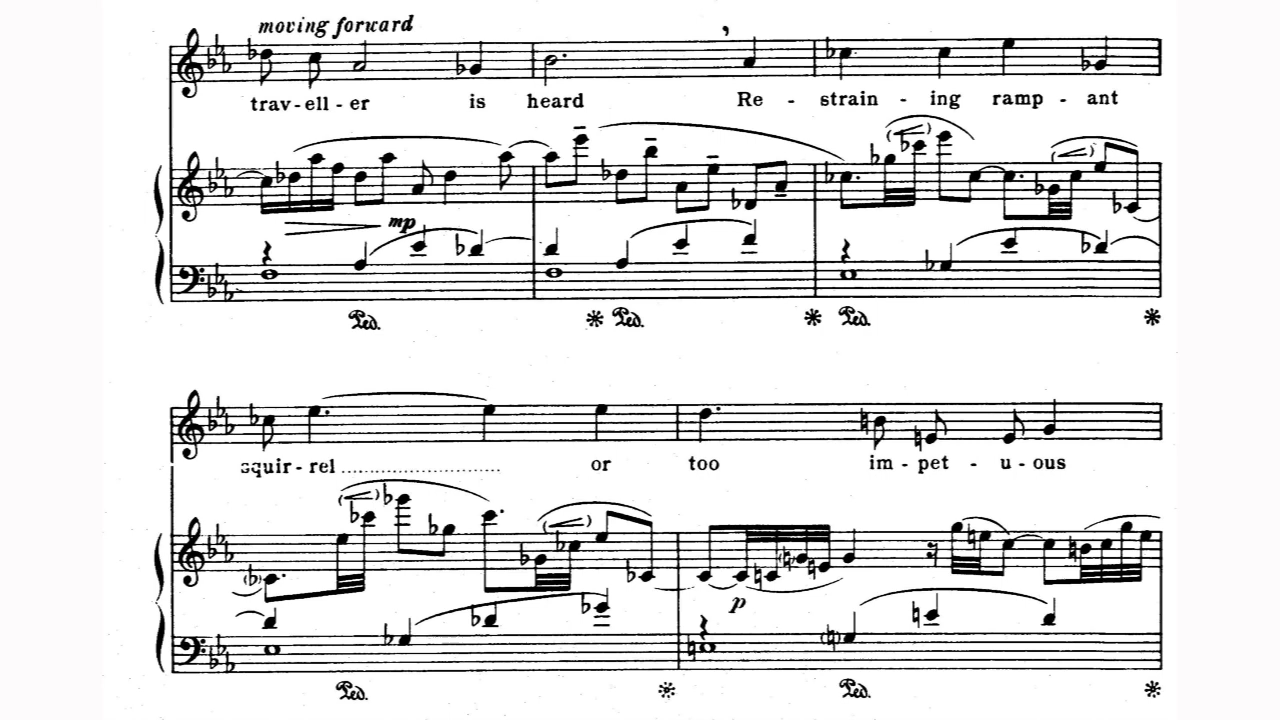 moving forward
trav - ell - er is heard Re - strain - ing ramp - ant
mp
Ped. * Ped. * Ped. *
squir - rel .......................... or too im - pet - u - ous
p
Ped. * Ped. *